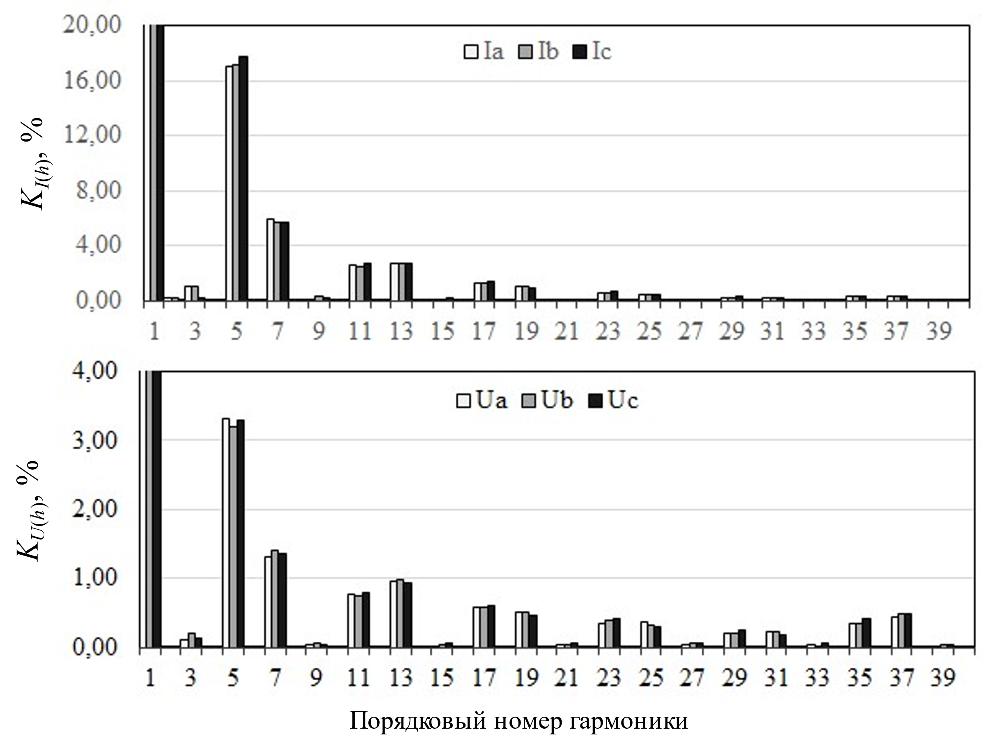 20,00
Ia Ib Ic
16,00
12,00
8,00
4,00
0,00
K I(h), %
1 3 5 7 9 11 13 15 17 19 21 23 25 27 29 31 33 35 37 39
4,00
Ua Ub Uc
3,00
2,00
1,00
0,00
K U(h), %
1 3 5 7 9 11 13 15 17 19 21 23 25 27 29 31 33 35 37 39
Порядковый номер гармоники